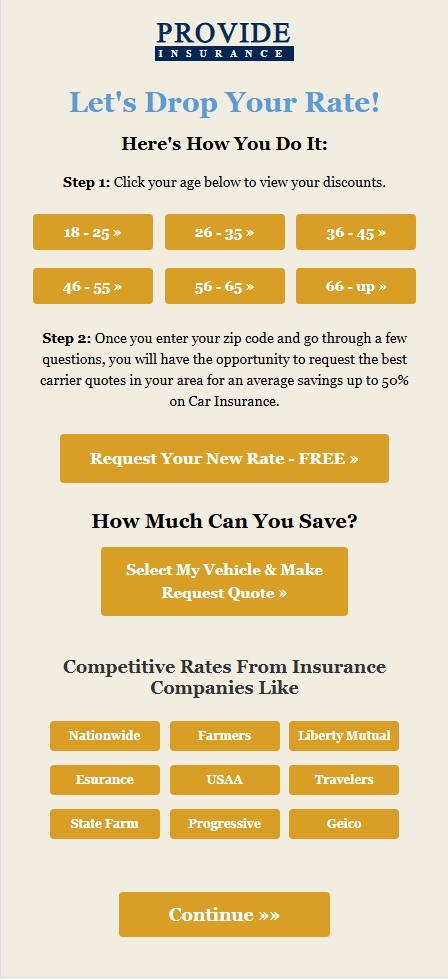 PROVIDE
INSURANCE
Let's Drop Your Rate!
Here's How You Do It:
Step 1: Click your age below to view your discounts.
18 - 25 »
26 - 35 »
36 - 45 »
46 - 55 »
56 - 65 »
66 - up »
Step 2: Once you enter your zip code and go through a few
questions, you will have the opportunity to request the best
carrier quotes in your area for an average savings up to 50%
on Car Insurance.
Request Your New Rate - FREE »
How Much Can You Save?
Select My Vehicle & Make
Request Quote »
Competitive Rates From Insurance
Companies Like
Nationwide
Farmers
Liberty Mutual
Esurance
USAA
Travelers
State Farm
Progressive
Geico
Continue »»